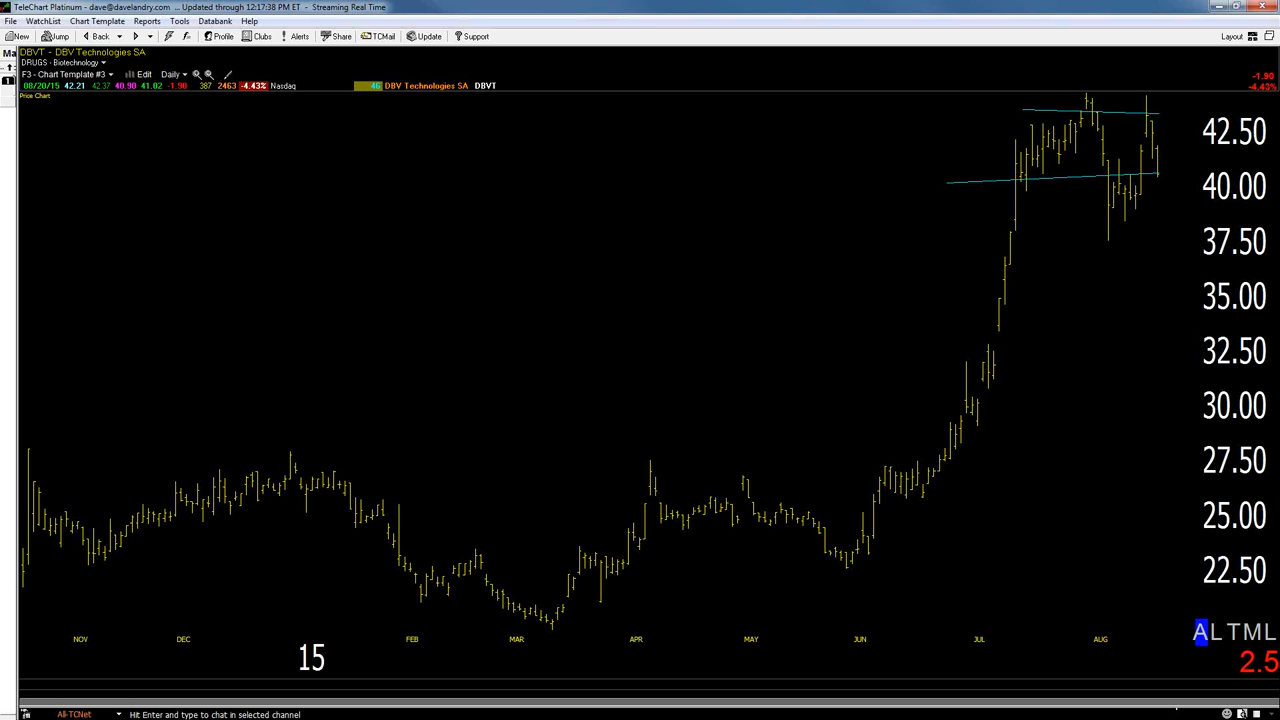 TeleChart Platinum - dave@davelandry.com ... Updated through 12:17:38 PM ET - Streaming Real Time
File WatchList Chart Template Reports Tools Databank Help
New Jump Back Profile Clubs Alerts Share TCMail Update Support Layout
Ma
DBVT - DBV Technologies SA
DRUGS - Biotechnology
F3 - Chart Template #3 Edit Daily
1
08/20/15 42.21 42.37 40.90 41.02 -1.90 387 2463 -4.43% Nasdaq 46 DBV Technologies SA DBVT
-1.90
-4.43%
Price Chart
42.50
40.00
37.50
35.00
32.50
30.00
27.50
25.00
22.50
NOV DEC FEB MAR APR MAY JUN JUL AUG
15
ALTML
2.5
All-TCNet Hit Enter and type to chat in selected channel